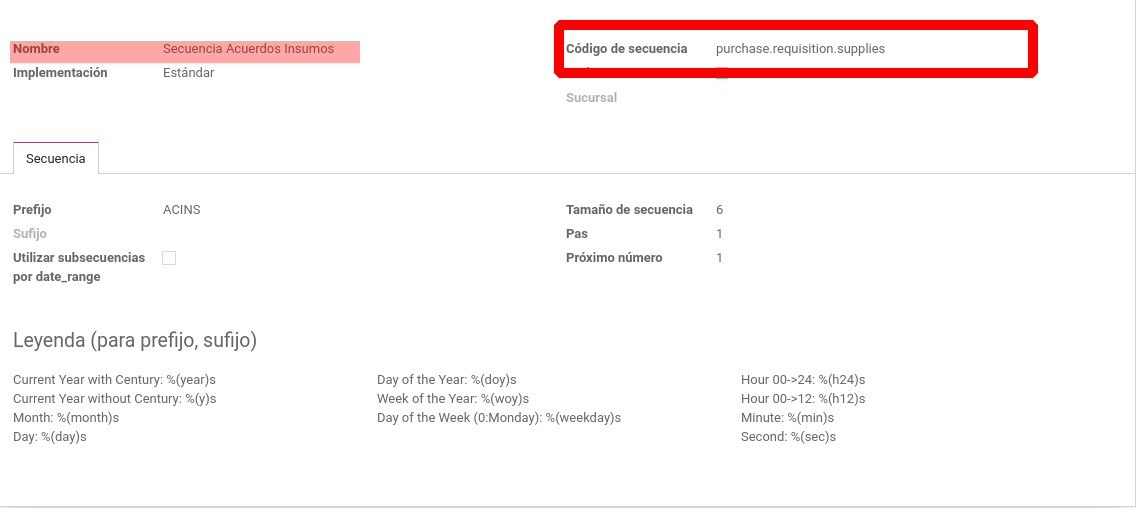 Nombre Secuencia Acuerdos Insumos Código de secuencia purchase.requisition.supplies
Implementación Estándar
Sucursal
Secuencia
Prefijo ACINS Tamaño de secuencia 6
Sufijo Pas 1
Utilizar subsecuencias Próximo número 1
por date_range
Leyenda (para prefijo, sufijo)
Current Year with Century: %(year)s Day of the Year: %(doy)s Hour 00->24: %(h24)s
Current Year without Century: %(y)s Week of the Year: %(woy)s Hour 00->12: %(h12)s
Month: %(month)s Day of the Week (0:Monday): %(weekday)s Minute: %(min)s
Day: %(day)s Second: %(sec)s